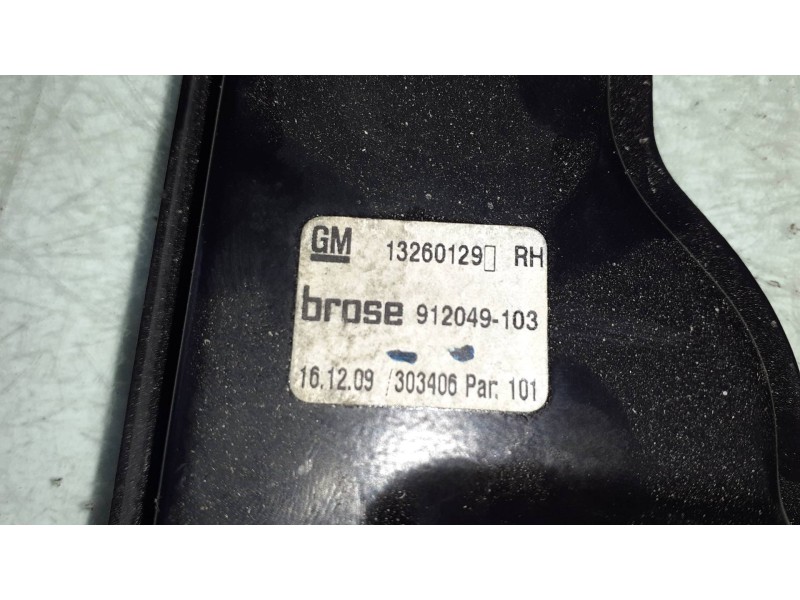 GM 13260129▯ RH
brose 912049-103
16.12.09 /303406 Par. 101